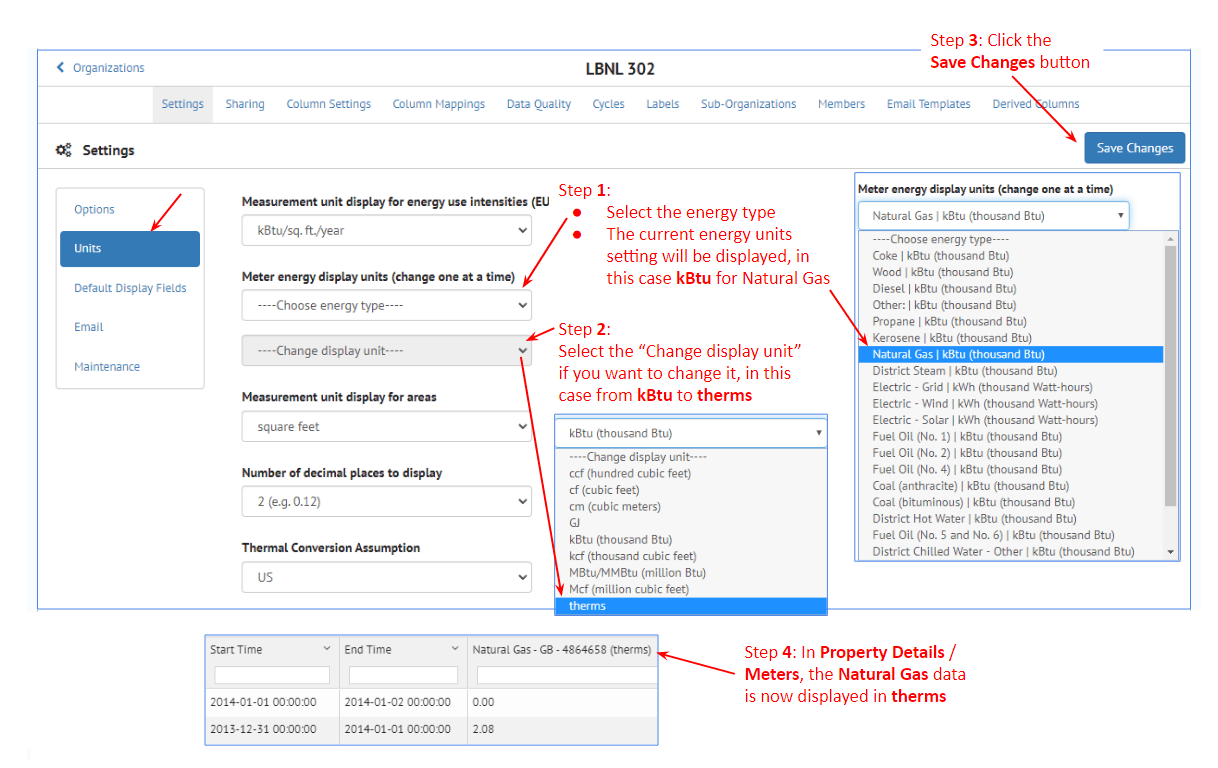 Step 3: Click the
Save Changes button
Organizations
LBNL 302
Settings Sharing Column Settings Column Mappings Data Quality Cycles Labels Sub-Organizations Members Email Templates Derived Columns
Settings
Save Changes
Options
Units
Default Display Fields
Email
Maintenance
Measurement unit display for energy use intensities (EU
kBtu/sq. ft./year
Meter energy display units (change one at a time)
----Choose energy type----
----Change display unit----
Measurement unit display for areas
square feet
Number of decimal places to display
2 (e.g. 0.12)
Thermal Conversion Assumption
US
Step 1:
● Select the energy type
● The current energy units
setting will be displayed, in
this case kBtu for Natural Gas
Step 2:
Select the “Change display unit”
if you want to change it, in this
case from kBtu to therms
kBtu (thousand Btu)
----Change display unit----
ccf (hundred cubic feet)
cf (cubic feet)
cm (cubic meters)
GJ
kBtu (thousand Btu)
kcf (thousand cubic feet)
MBtu/MMBtu (million Btu)
Mcf (million cubic feet)
therms
Meter energy display units (change one at a time)
Natural Gas | kBtu (thousand Btu)
----Choose energy type----
Coke | kBtu (thousand Btu)
Wood | kBtu (thousand Btu)
Diesel | kBtu (thousand Btu)
Other: | kBtu (thousand Btu)
Propane | kBtu (thousand Btu)
Kerosene | kBtu (thousand Btu)
Natural Gas | kBtu (thousand Btu)
District Steam | kBtu (thousand Btu)
Electric - Grid | kWh (thousand Watt-hours)
Electric - Wind | kWh (thousand Watt-hours)
Electric - Solar | kWh (thousand Watt-hours)
Fuel Oil (No. 1) | kBtu (thousand Btu)
Fuel Oil (No. 2) | kBtu (thousand Btu)
Fuel Oil (No. 4) | kBtu (thousand Btu)
Coal (anthracite) | kBtu (thousand Btu)
Coal (bituminous) | kBtu (thousand Btu)
District Hot Water | kBtu (thousand Btu)
Fuel Oil (No. 5 and No. 6) | kBtu (thousand Btu)
District Chilled Water - Other | kBtu (thousand Btu)
Start Time End Time Natural Gas - GB - 4864658 (therms)
2014-01-01 00:00:00 2014-01-02 00:00:00 0.00
2013-12-31 00:00:00 2014-01-01 00:00:00 2.08
Step 4: In Property Details /
Meters, the Natural Gas data
is now displayed in therms